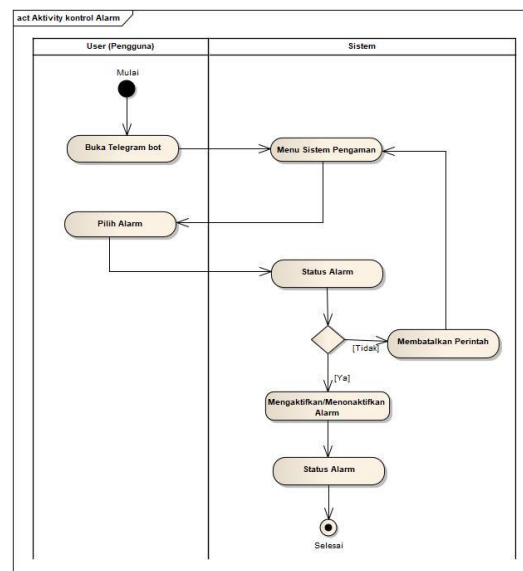 act Aktivity kontrol Alarm
User (Pengguna)
Sistem
Mulai
Buka Telegram bot
Menu Sistem Pengaman
Pilih Alarm
Status Alarm
[Tidak]
Membatalkan Perintah
[Ya]
Mengaktifkan/Menonaktifkan
Alarm
Status Alarm
Selesai